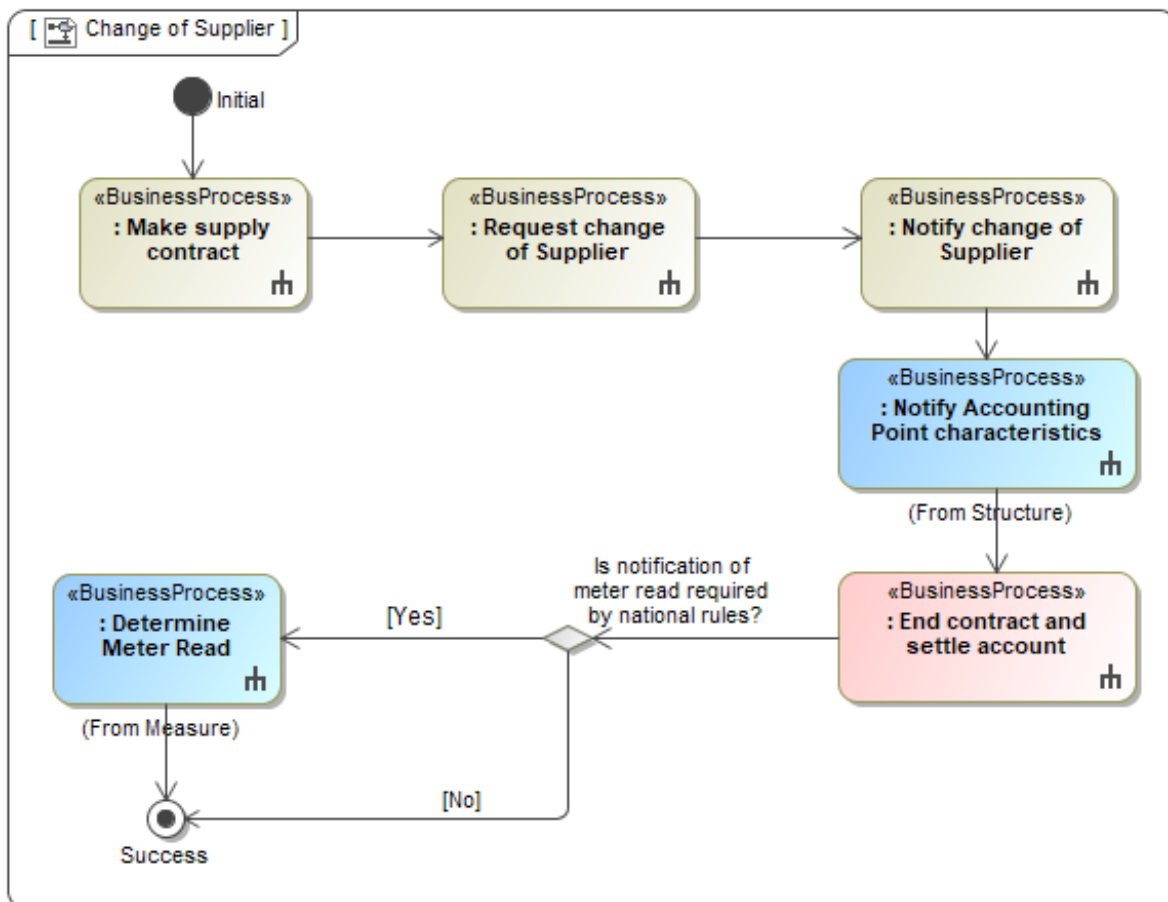 [ Change of Supplier ]
Initial
«BusinessProcess»
: Make supply
contract
«BusinessProcess»
: Request change
of Supplier
«BusinessProcess»
: Notify change of
Supplier
«BusinessProcess»
: Notify Accounting
Point characteristics
(From Structure)
«BusinessProcess»
: End contract and
settle account
Is notification of
meter read required
by national rules?
[Yes]
«BusinessProcess»
: Determine
Meter Read
(From Measure)
[No]
Success